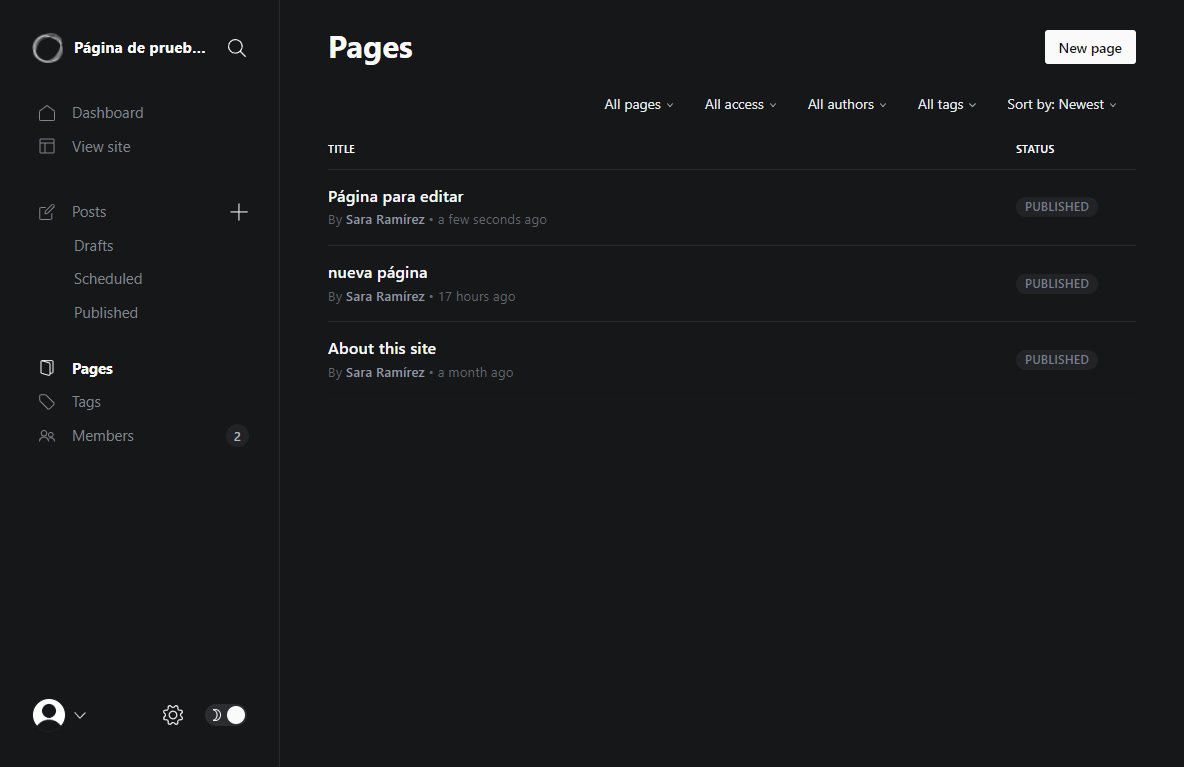 Página de prueb...
Dashboard
View site
Posts
Drafts
Scheduled
Published
Pages
Tags
Members
2
Pages
New page
All pages
All access
All authors
All tags
Sort by: Newest
TITLE
STATUS
Página para editar
By Sara Ramírez • a few seconds ago
PUBLISHED
nueva página
By Sara Ramírez • 17 hours ago
PUBLISHED
About this site
By Sara Ramírez • a month ago
PUBLISHED